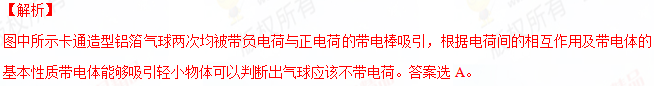 【解析】
图中所示卡通造型铝箔气球两次均被带负电荷与正电荷的带电棒吸引，根据电荷间的相互作用及带电体的
基本性质带电体能够吸引轻小物体可以判断出气球应该不带电荷。答案选 A。